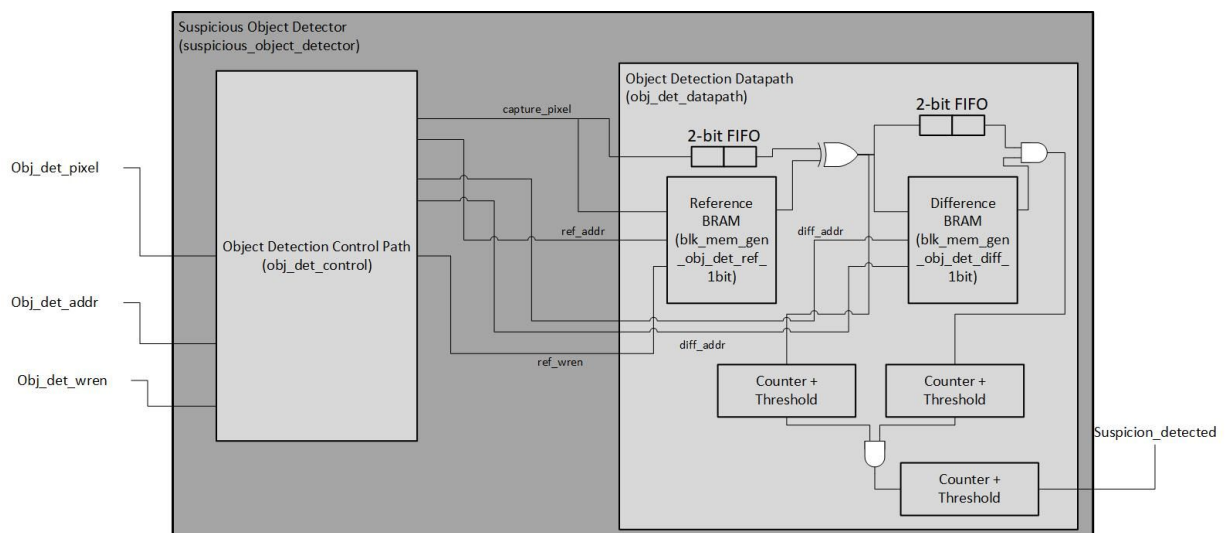 Suspicious Object Detector
(suspicious_object_detector)
Object Detection Datapath
(obj_det_datapath)
2-bit FIFO
capture_pixel
2-bit FIFO
Obj_det_pixel
Reference
BRAM
(blk_mem_gen
_obj_det_ref_
1bit)
Difference
BRAM
(blk_mem_gen
_obj_det_diff_
1bit)
ref_addr
diff_addr
Object Detection Control Path
(obj_det_control)
Obj_det_addr
diff_addr
ref_wren
Obj_det_wren
Counter +
Threshold
Counter +
Threshold
Suspicion_detected
Counter +
Threshold